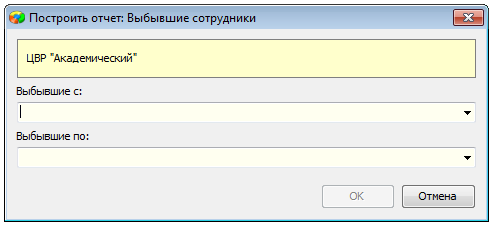 Построить отчет: Выбывшие сотрудники
ЦВР "Академический"
Выбывшие с:
Выбывшие по:
OK
Отмена